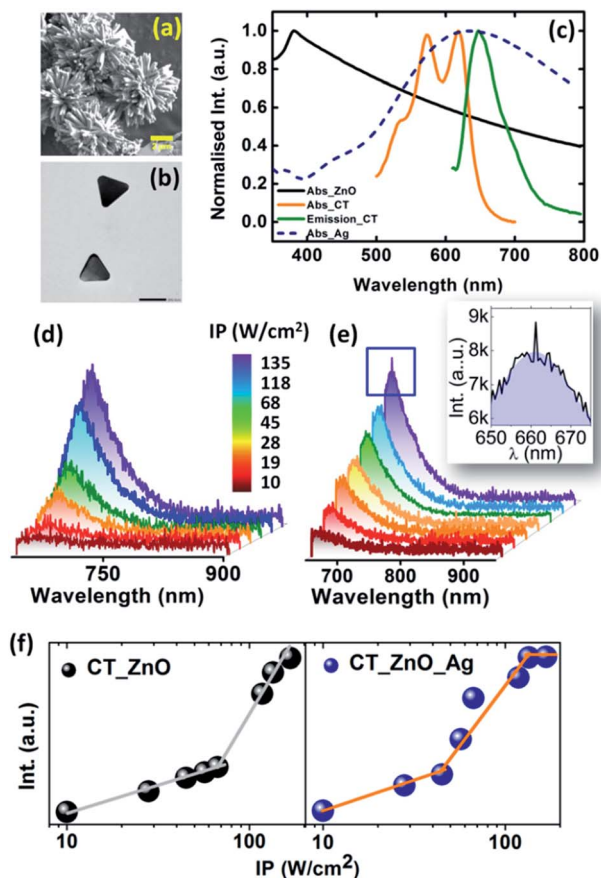 (a)
2μm
(b)
(c)
Normalised Int. (a.u.)
1.0
0.8
0.6
0.4
0.2
0.0
Abs_ZnO
Abs_CT
Emission_CT
Abs_Ag
400 500 600 700 800
Wavelength (nm)
(d)
IP (W/cm²)
135
118
68
45
28
19
10
750 900
Wavelength (nm)
(e)
700 800 900
Wavelength (nm)
Int. (a..u.)
9k
8k
7k
6k
650 660 670
λ (nm)
(f)
CT_ZnO
CT_ZnO_Ag
Int. (a.u.)
10 100 10 100
IP (W/cm²)